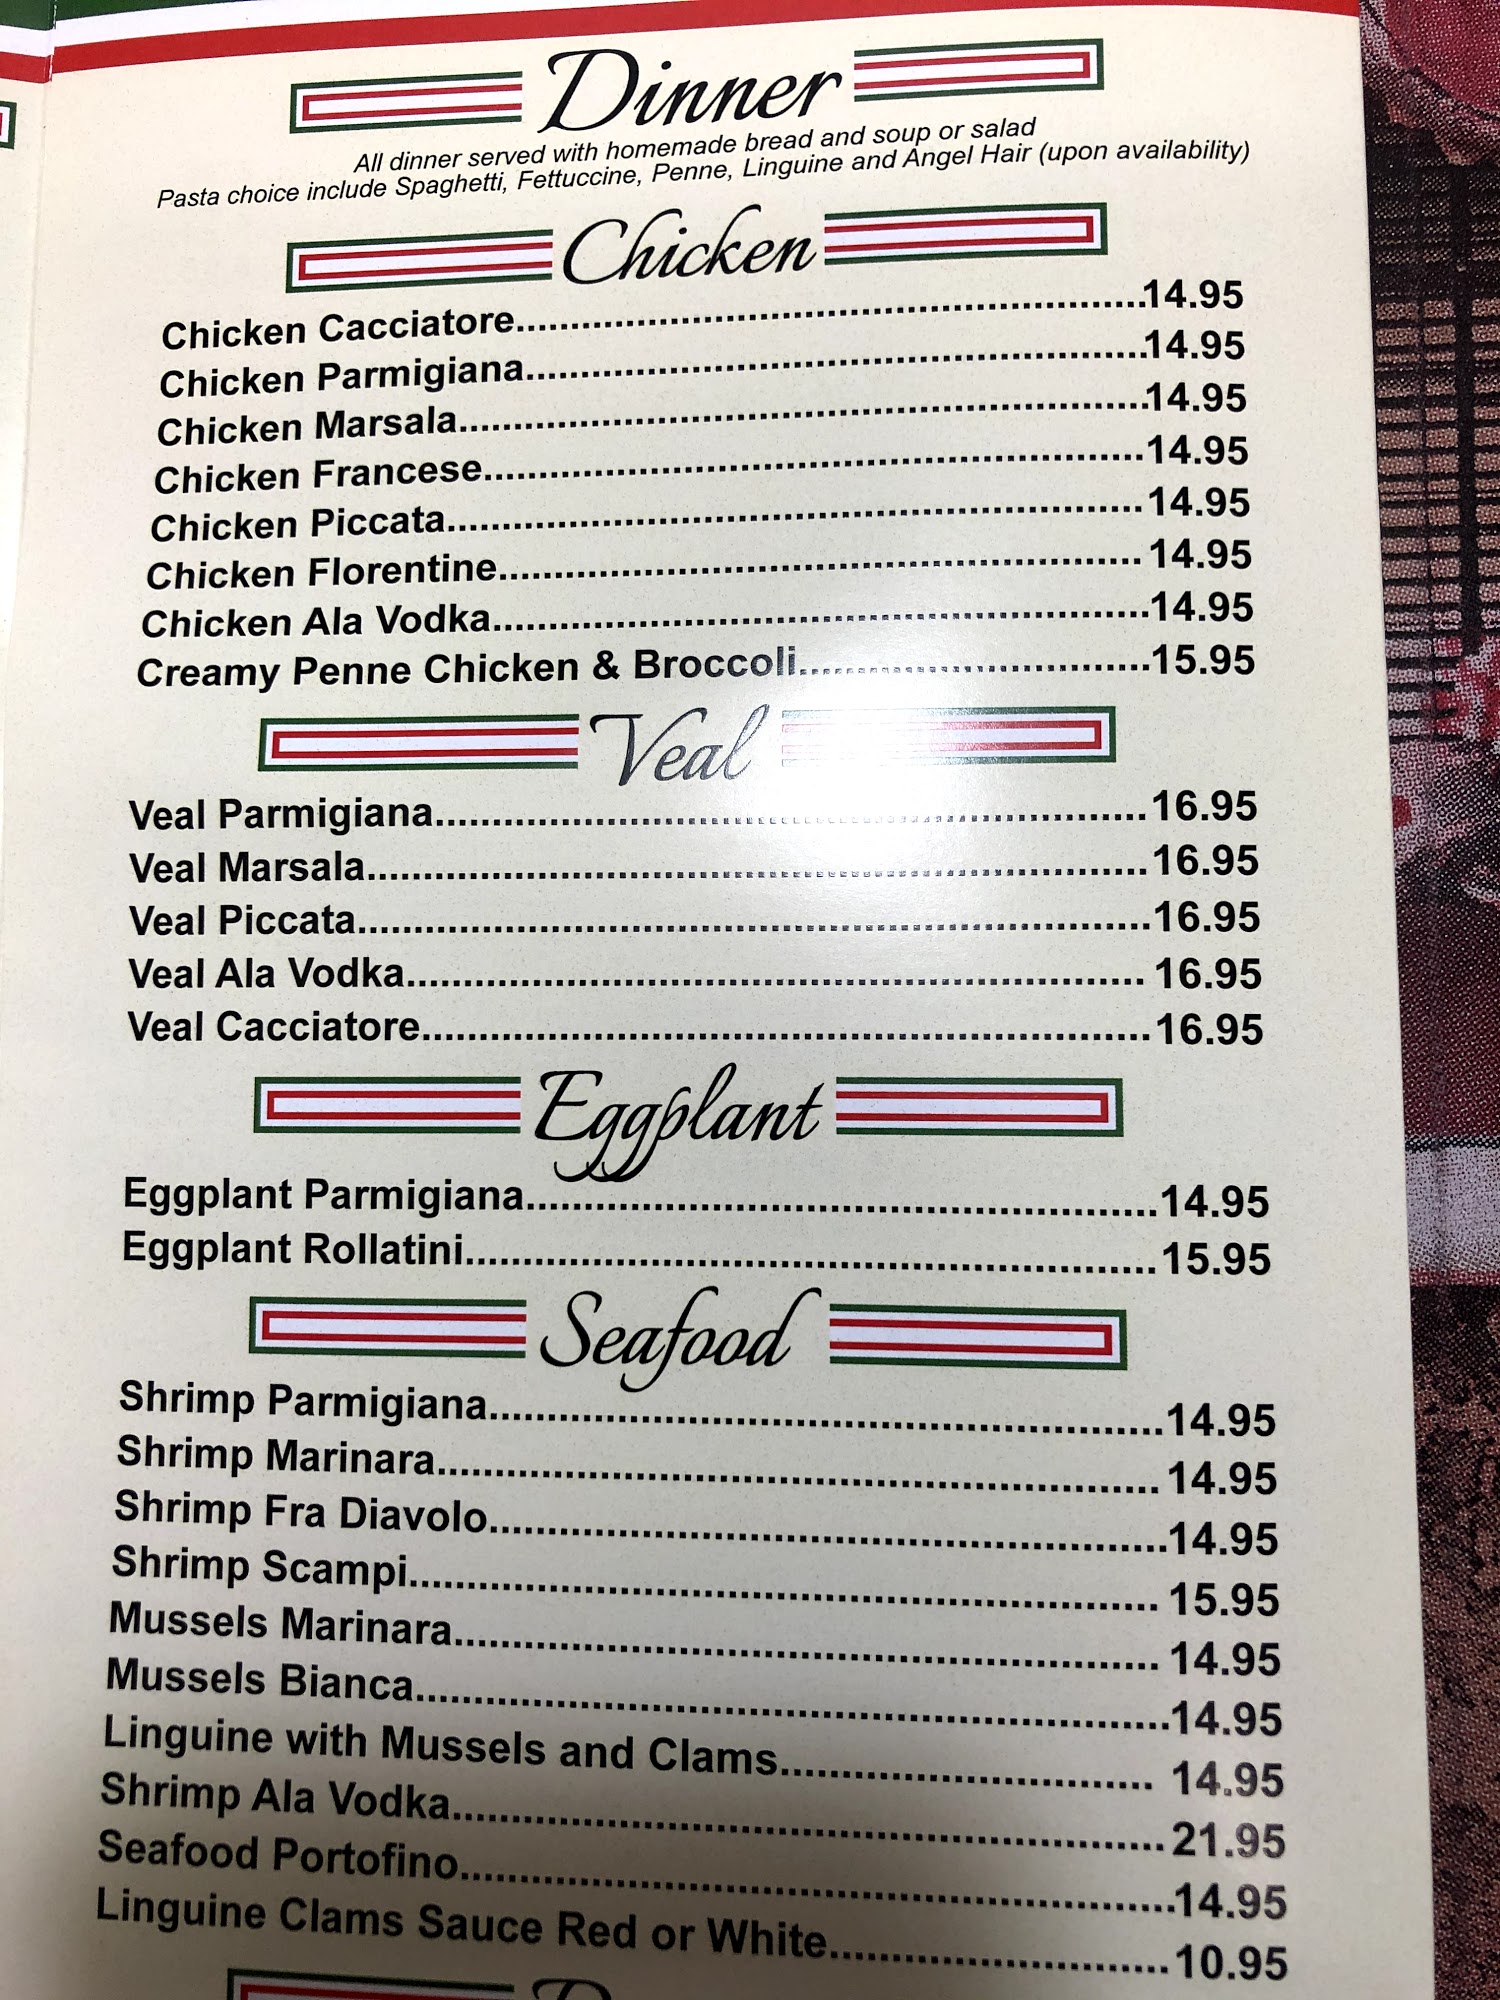 Dinner
All dinner served with homemade bread and soup or salad
Pasta choice include Spaghetti, Fettuccine, Penne, Linguine and Angel Hair (upon availability)
Chicken
Chicken Cacciatore....................14.95
Chicken Parmigiana....................14.95
Chicken Marsala....................14.95
Chicken Francese....................14.95
Chicken Piccata....................14.95
Chicken Florentine....................14.95
Chicken Ala Vodka....................14.95
Creamy Penne Chicken & Broccoli....................15.95
Veal
Veal Parmigiana....................16.95
Veal Marsala....................16.95
Veal Piccata....................16.95
Veal Ala Vodka....................16.95
Veal Cacciatore....................16.95
Eggplant
Eggplant Parmigiana....................14.95
Eggplant Rollatini....................15.95
Seafood
Shrimp Parmigiana....................14.95
Shrimp Marinara....................14.95
Shrimp Fra Diavolo....................14.95
Shrimp Scampi....................15.95
Mussels Marinara....................14.95
Mussels Bianca....................14.95
Linguine with Mussels and Clams....................14.95
Shrimp Ala Vodka....................21.95
Seafood Portofino....................14.95
Linguine Clams Sauce Red or White....................10.95